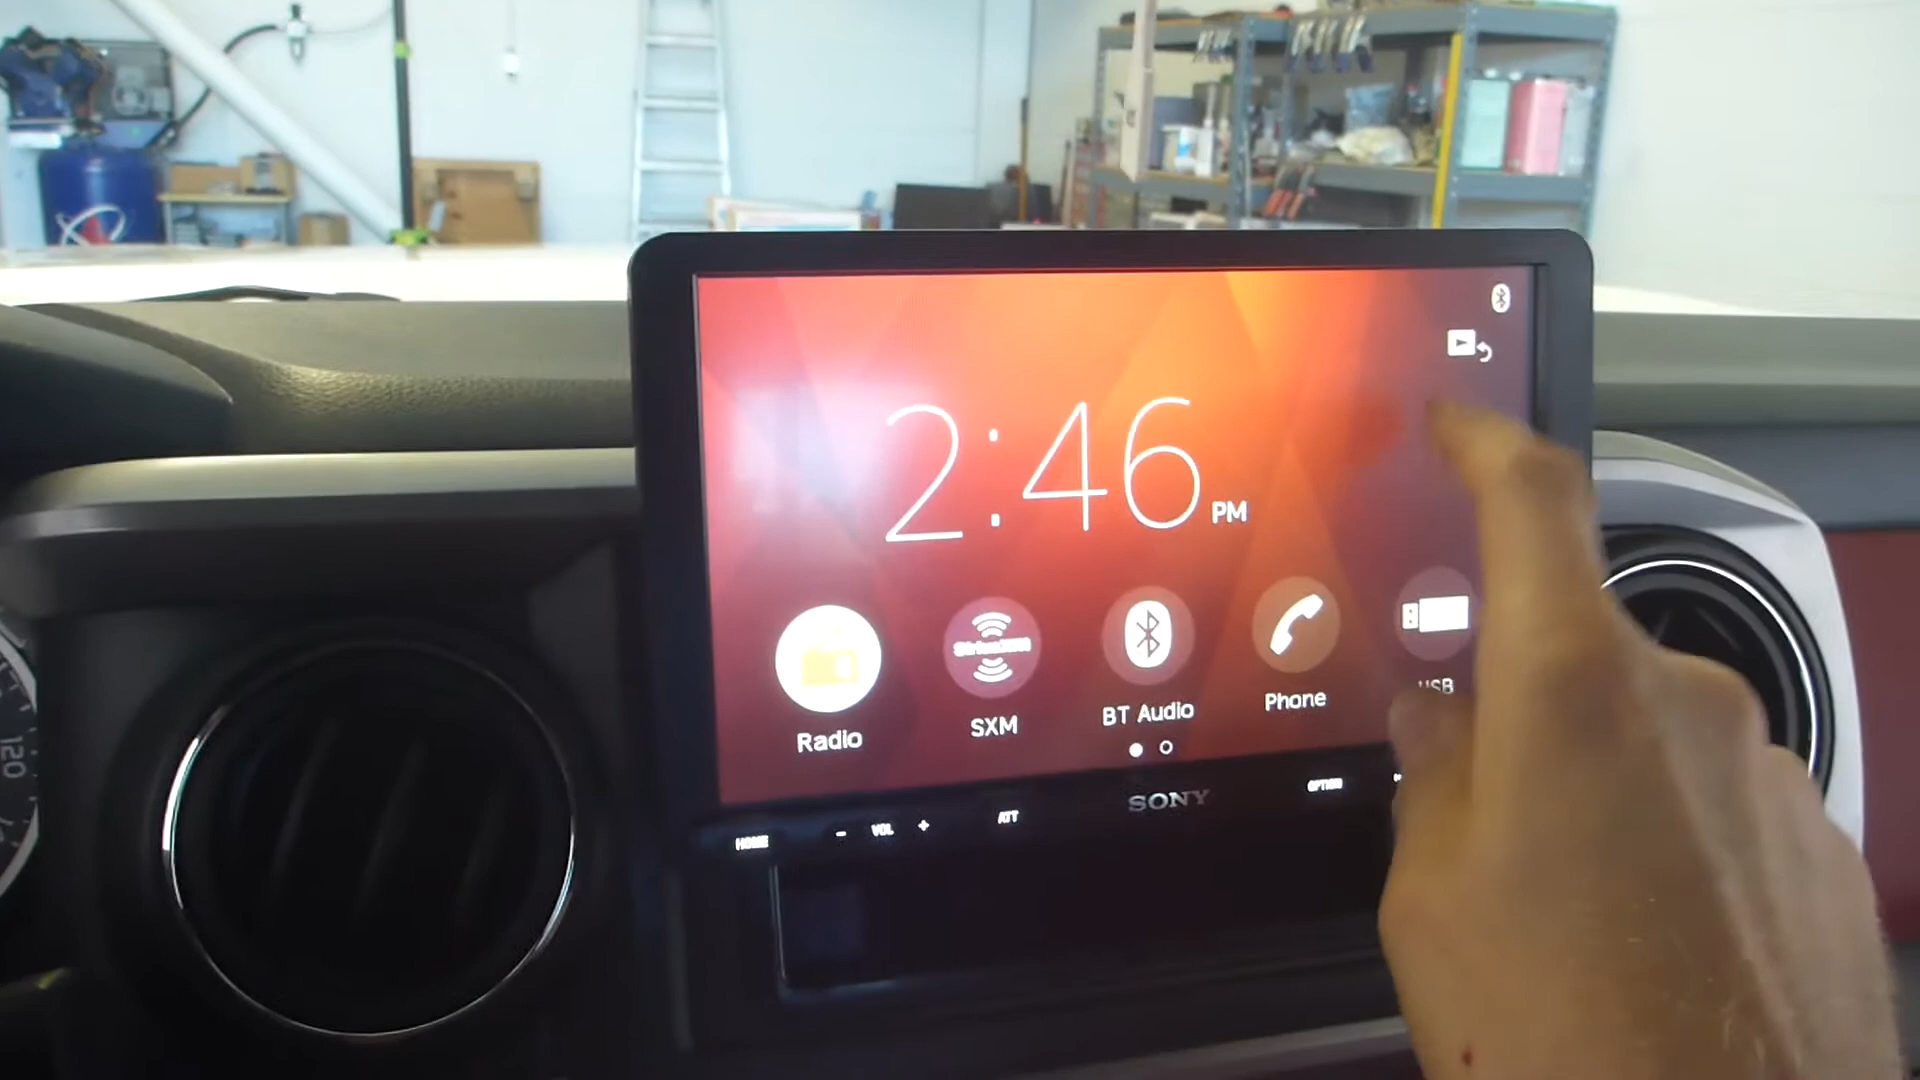 2:46 PM
Radio
SXM
BT Audio
Phone
USB
HOME
- VOL +
ATT
SONY
OPTION
120